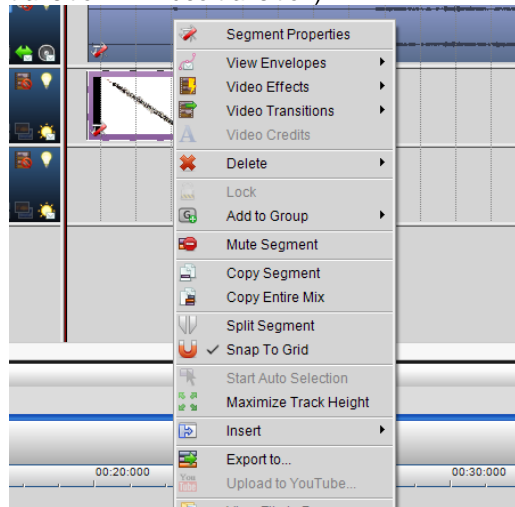 Segment Properties
View Envelopes
Video Effects
Video Transitions
Video Credits
Delete
Lock
Add to Group
Mute Segment
Copy Segment
Copy Entire Mix
Split Segment
Snap To Grid
Start Auto Selection
Maximize Track Height
Insert
Export to...
00:20:000
00:30:000
Upload to YouTube...